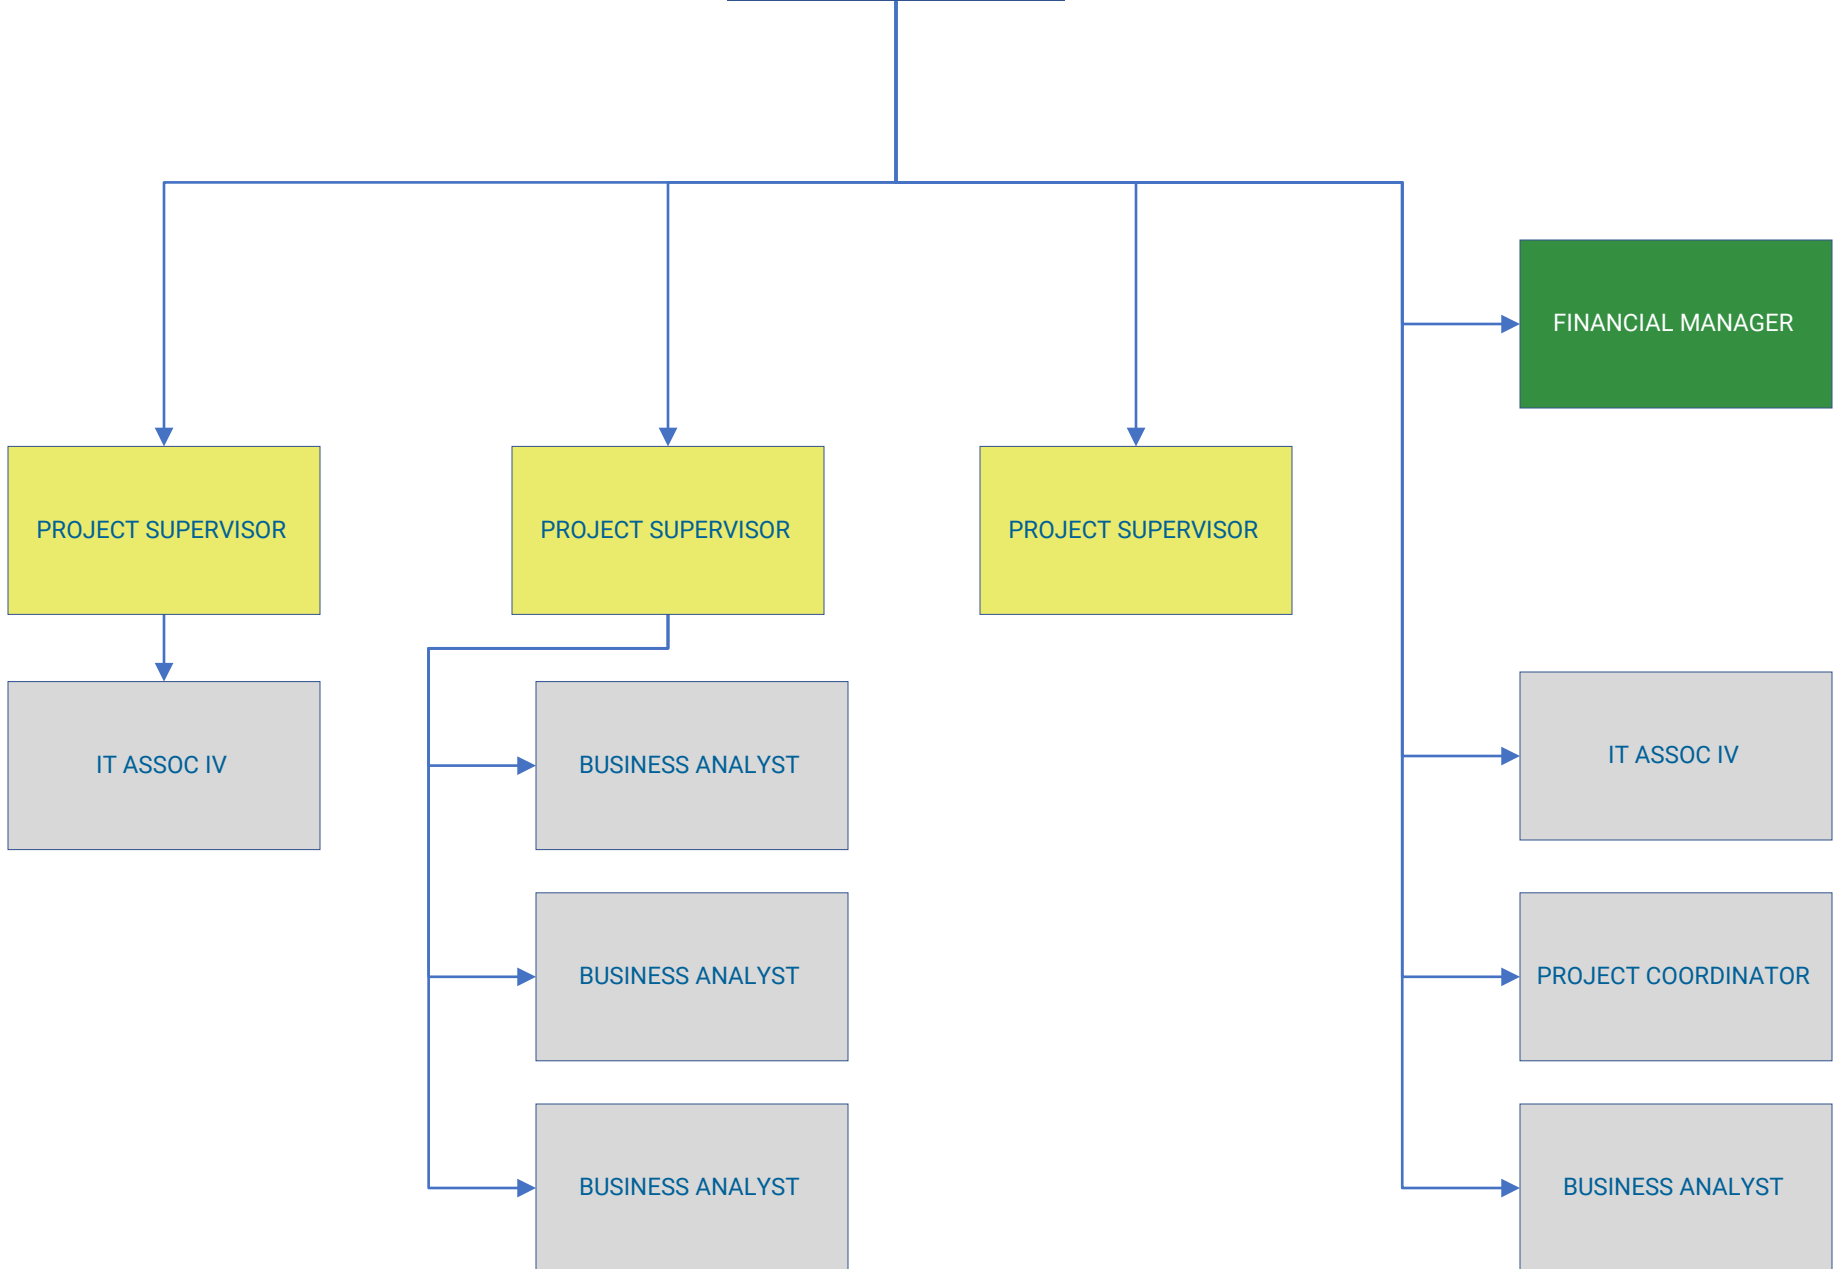 FINANCIAL MANAGER
PROJECT SUPERVISOR
PROJECT SUPERVISOR
PROJECT SUPERVISOR
IT ASSOC IV
BUSINESS ANALYST
IT ASSOC IV
BUSINESS ANALYST
PROJECT COORDINATOR
BUSINESS ANALYST
BUSINESS ANALYST